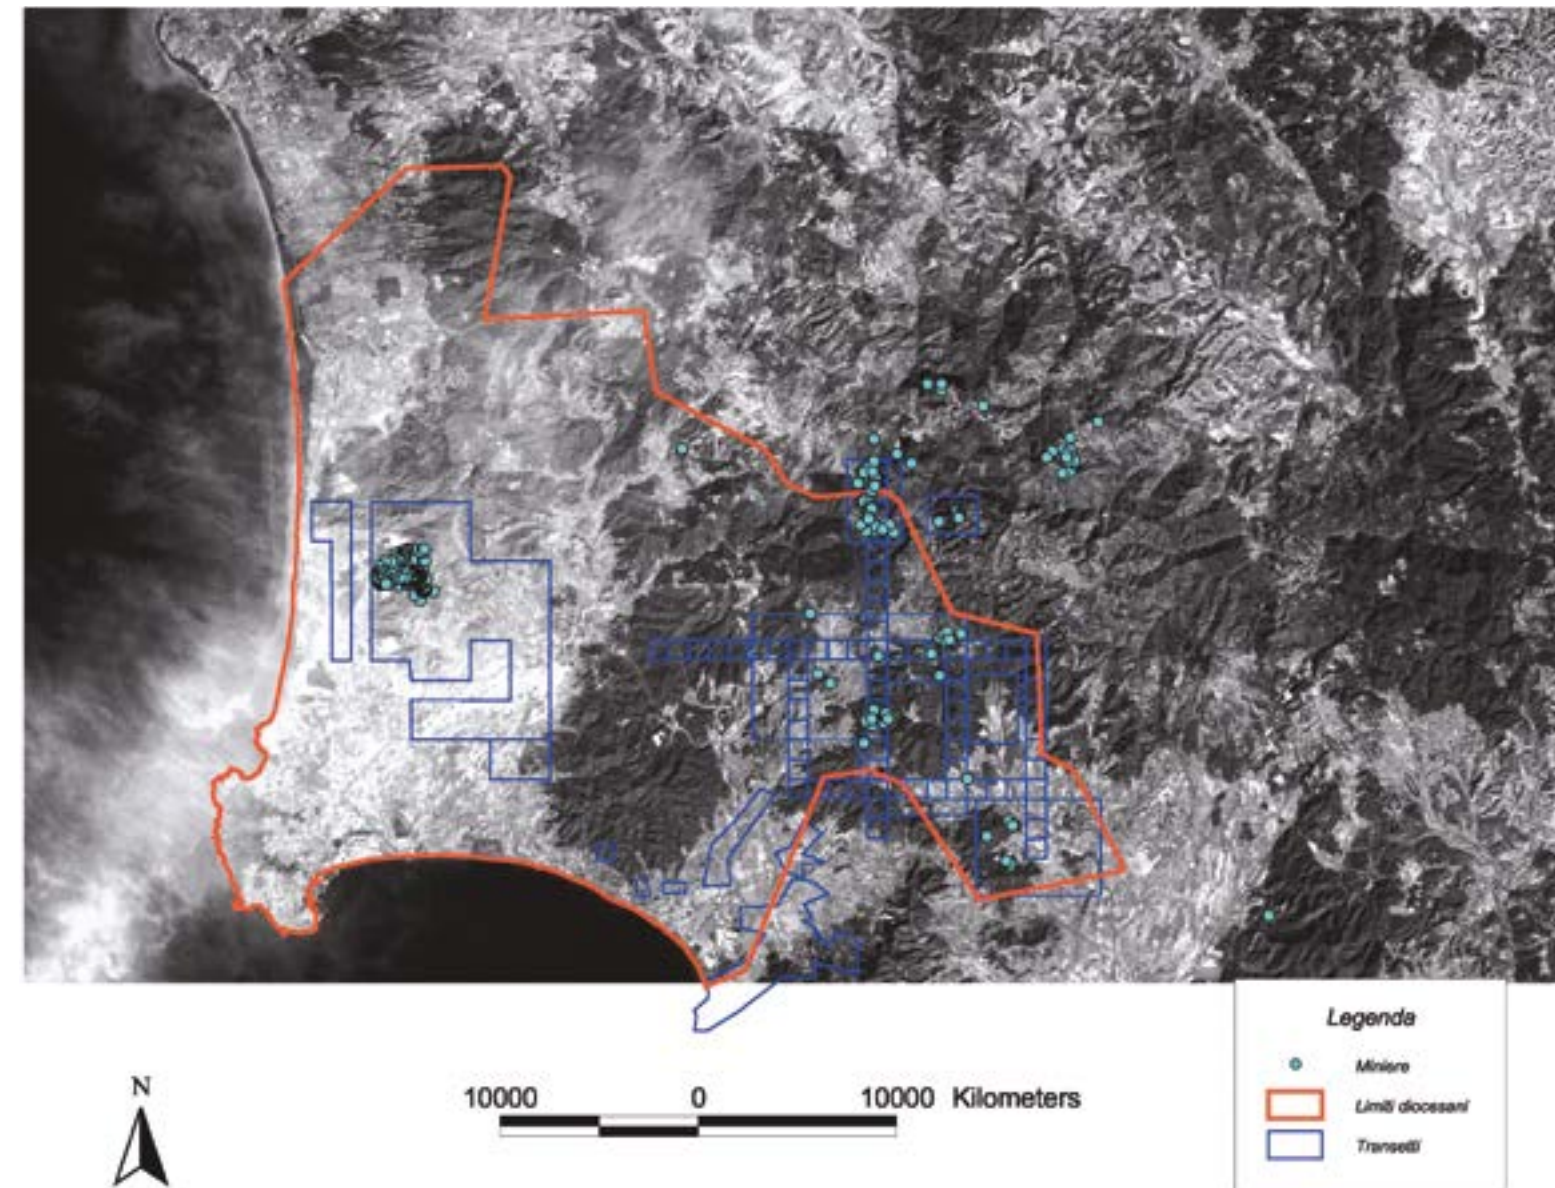 N
10000 0 10000 Kilometers
Legenda
Miniere
Limiti diocesani
Transetti